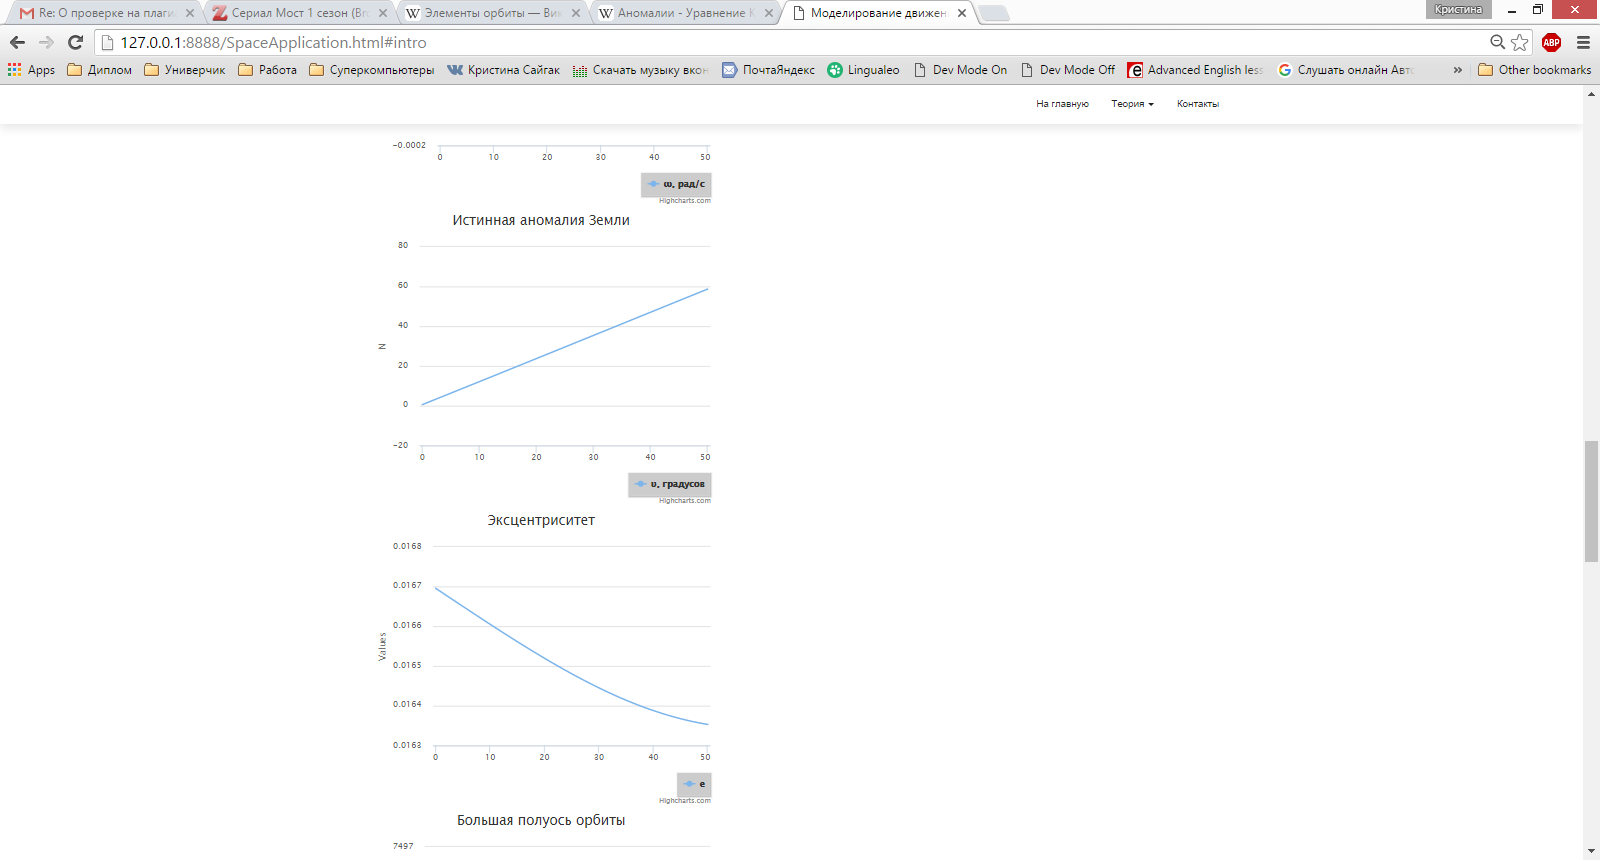 Кристина
Re: О проверке на плаги
Сериал Мост 1 сезон (Bro
Элементы орбиты — Вик
Аномалии - Уравнение К
Моделирование движен
127.0.0.1:8888/SpaceApplication.html#intro
ABP
Apps Диплом Универчик Работа Суперкомпьютеры Кристина Сайгак Скачать музыку вкон ПочтаЯндекс Lingualeo Dev Mode On Dev Mode Off Advanced English less Слушать онлайн Авто » Other bookmarks
На главную Теория Контакты
-0.0002
0 10 20 30 40 50
ω, рад/с
Highcharts.com
Истинная аномалия Земли
80
60
40
N
20
0
-20
0 10 20 30 40 50
υ, градусов
Highcharts.com
Эксцентриситет
0.0168
0.0167
0.0166
Values
0.0165
0.0164
0.0163
0 10 20 30 40 50
e
Highcharts.com
Большая полуось орбиты
7497